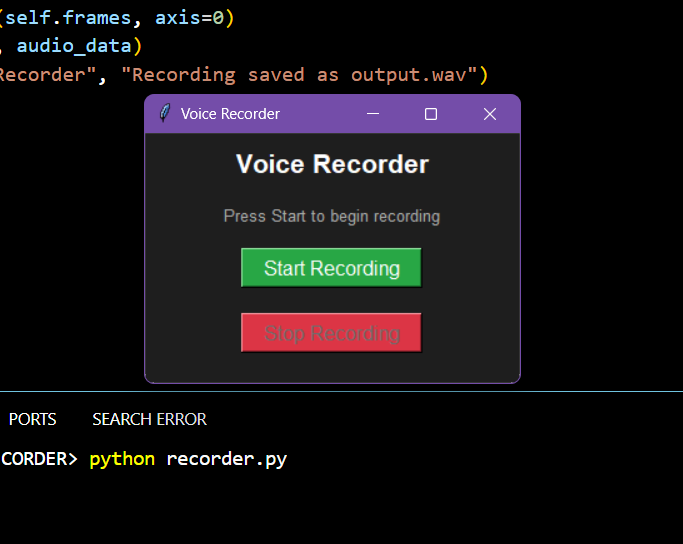 (self.frames, axis=0)
, audio_data)
Recorder", "Recording saved as output.wav")
Voice Recorder
Voice Recorder
Press Start to begin recording
Start Recording
Stop Recording
PORTS SEARCH ERROR
CORDER> python recorder.py